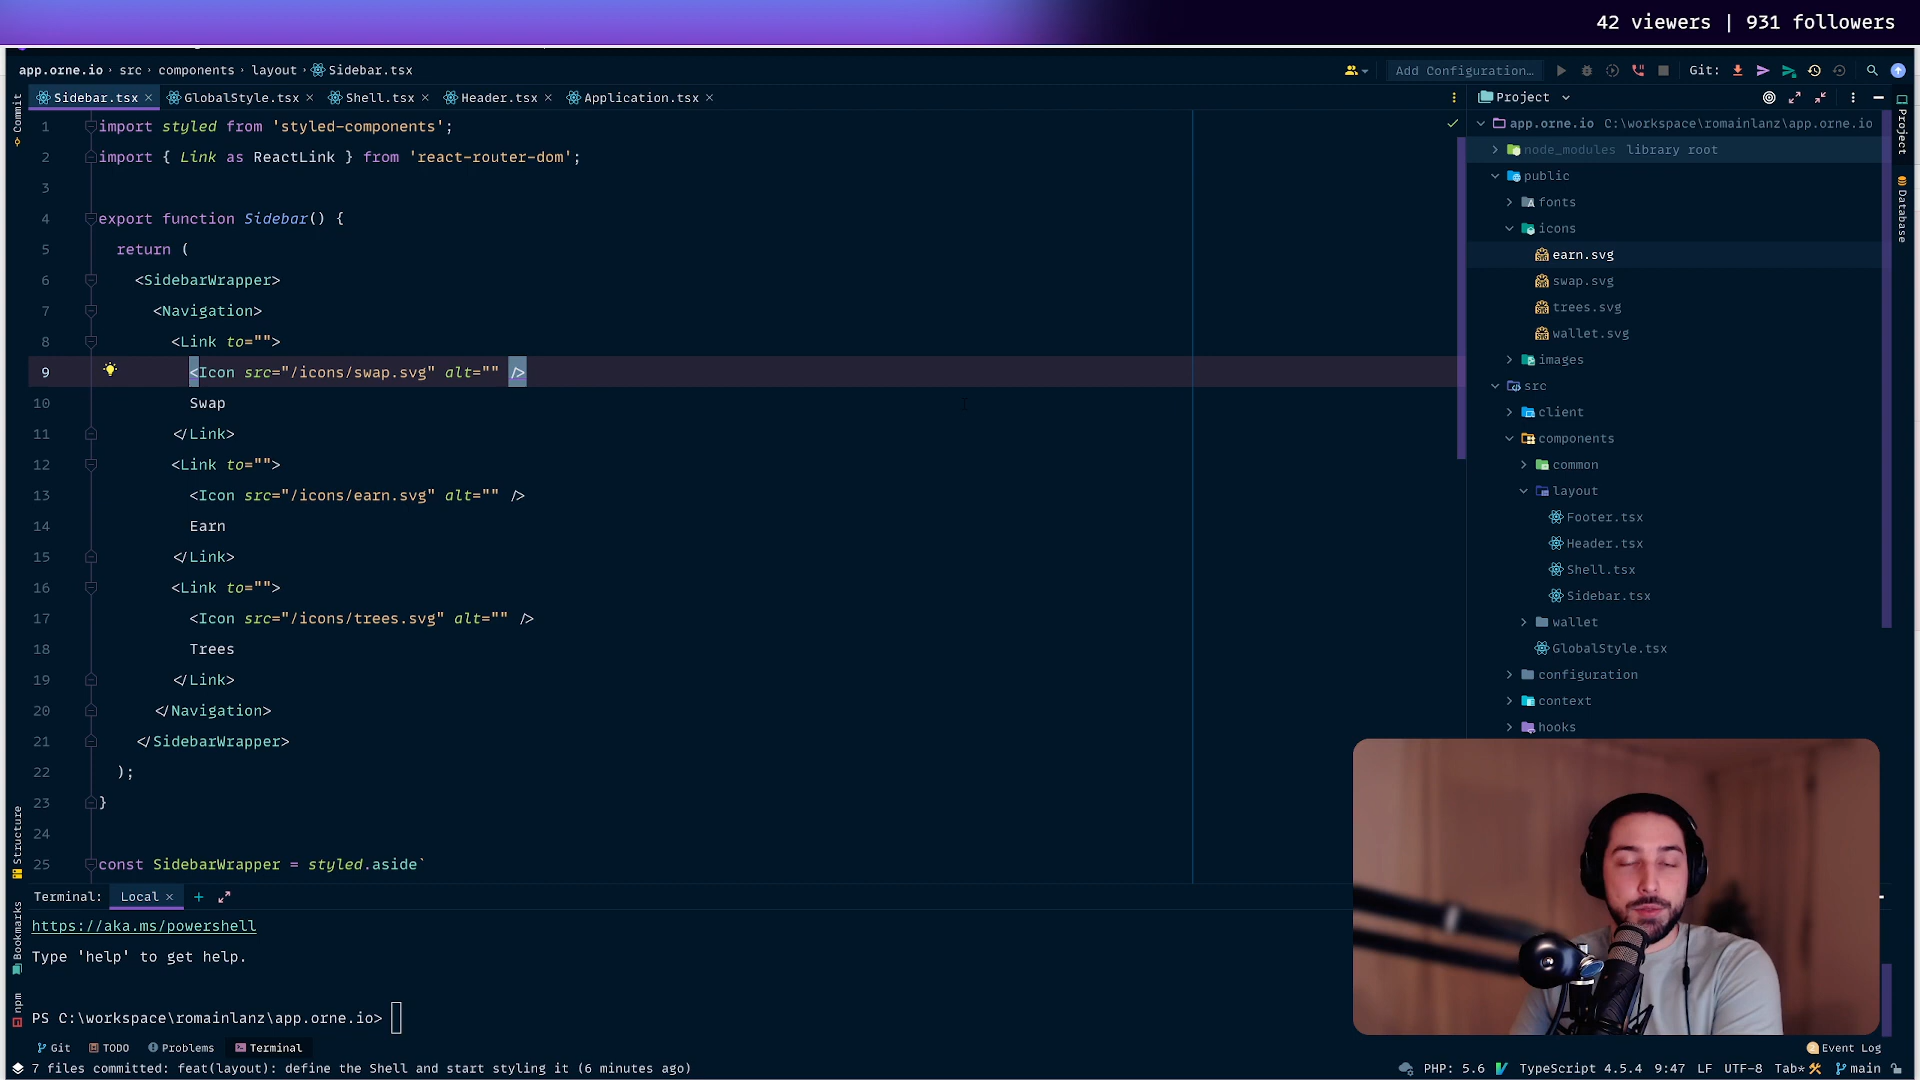 42 viewers | 931 followers
app.orne.io › src › components › layout › Sidebar.tsx
Add Configuration...
Git:
Sidebar.tsx
GlobalStyle.tsx
Shell.tsx
Header.tsx
Application.tsx
Project
Commit
Structure
Bookmarks
npm
Project
Database
1 import styled from 'styled-components';
2 import { Link as ReactLink } from 'react-router-dom';
3
4 export function Sidebar() {
5 return (
6 <SidebarWrapper>
7 <Navigation>
8 <Link to="">
9 <Icon src="/icons/swap.svg" alt="" />
10 Swap
11 </Link>
12 <Link to="">
13 <Icon src="/icons/earn.svg" alt="" />
14 Earn
15 </Link>
16 <Link to="">
17 <Icon src="/icons/trees.svg" alt="" />
18 Trees
19 </Link>
20 </Navigation>
21 </SidebarWrapper>
22 );
23 }
24
25 const SidebarWrapper = styled.aside`
app.orne.io C:\workspace\romainlanz\app.orne.io
node_modules library root
public
fonts
icons
earn.svg
swap.svg
trees.svg
wallet.svg
images
src
client
components
common
layout
Footer.tsx
Header.tsx
Shell.tsx
Sidebar.tsx
wallet
GlobalStyle.tsx
configuration
context
hooks
Terminal: Local
https://aka.ms/powershell
Type 'help' to get help.
PS C:\workspace\romainlanz\app.orne.io>
Git
TODO
Problems
Terminal
Event Log
7 files committed: feat(layout): define the Shell and start styling it (6 minutes ago)
PHP: 5.6
TypeScript 4.5.4
9:47
LF
UTF-8
Tab*
main